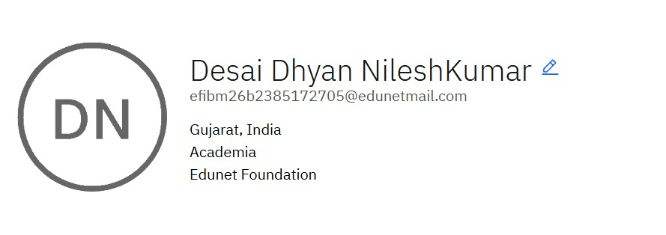 DN
Desai Dhyan NileshKumar
efibm26b2385172705@edunetmail.com
Gujarat, India
Academia
Edunet Foundation